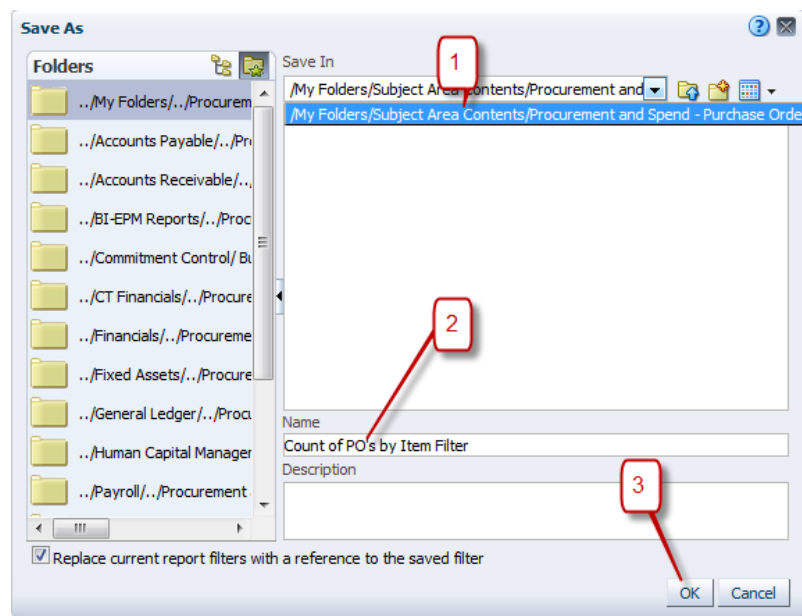 Save As
Folders
../My Folders/../Procurem
../Accounts Payable/../Pr
../Accounts Receivable/..
../BI-EPM Reports/../Proc
../Commitment Control/ Bu
../CT Financials/../Procure
../Financials/../Procureme
../Fixed Assets/../Procure
../General Ledger/../Procu
../Human Capital Manager
../Payroll/../Procurement
Save In
1
/My Folders/Subject Area Contents/Procurement and
/My Folders/Subject Area Contents/Procurement and Spend - Purchase Orde
2
Name
Count of PO's by Item Filter
Description
3
Replace current report filters with a reference to the saved filter
OK Cancel